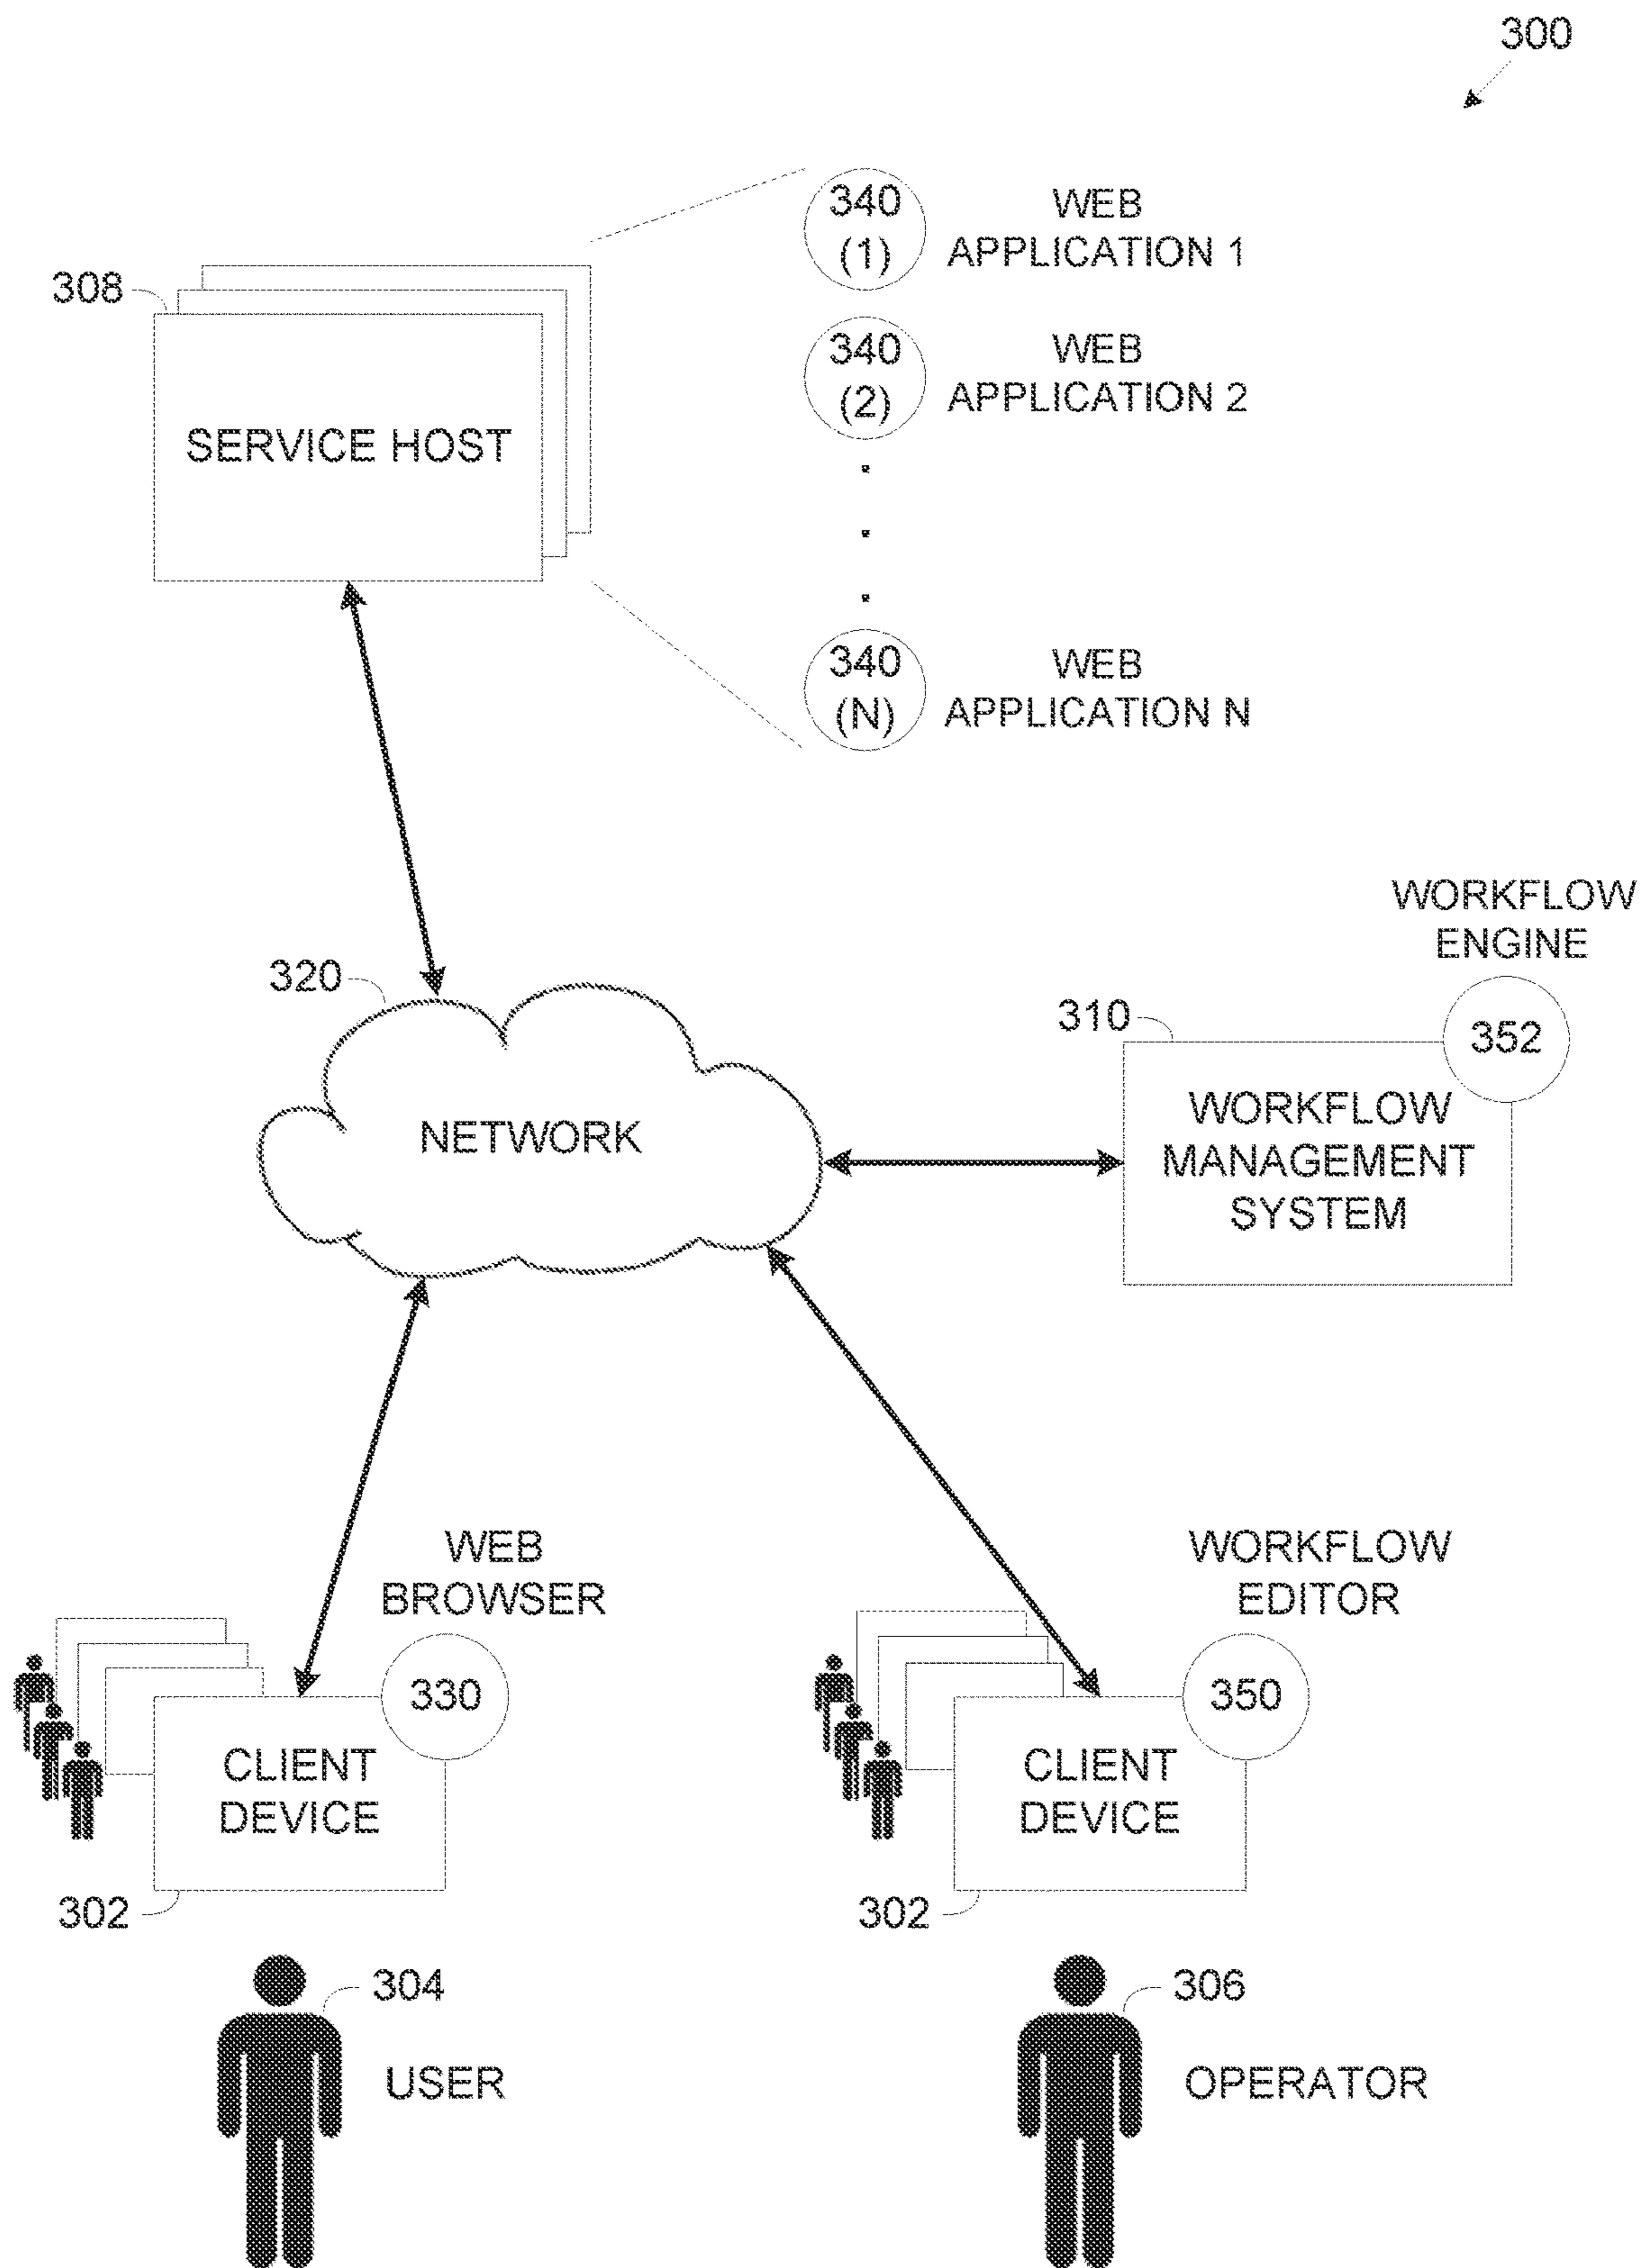 300
340
(1)
WEB
APPLICATION 1
308
340
(2)
WEB
APPLICATION 2
SERVICE HOST
340
(N)
WEB
APPLICATION N
WORKFLOW
ENGINE
320
310
352
NETWORK
WORKFLOW
MANAGEMENT
SYSTEM
WEB
BROWSER
WORKFLOW
EDITOR
330
350
CLIENT
DEVICE
CLIENT
DEVICE
302
302
304
306
USER
OPERATOR